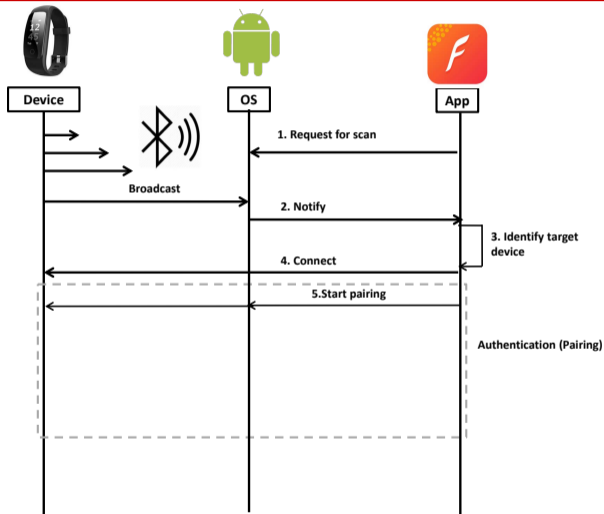 12
F
Device
OS
App
1. Request for scan
Broadcast
2. Notify
3. Identify target
device
4. Connect
5.Start pairing
Authentication (Pairing)